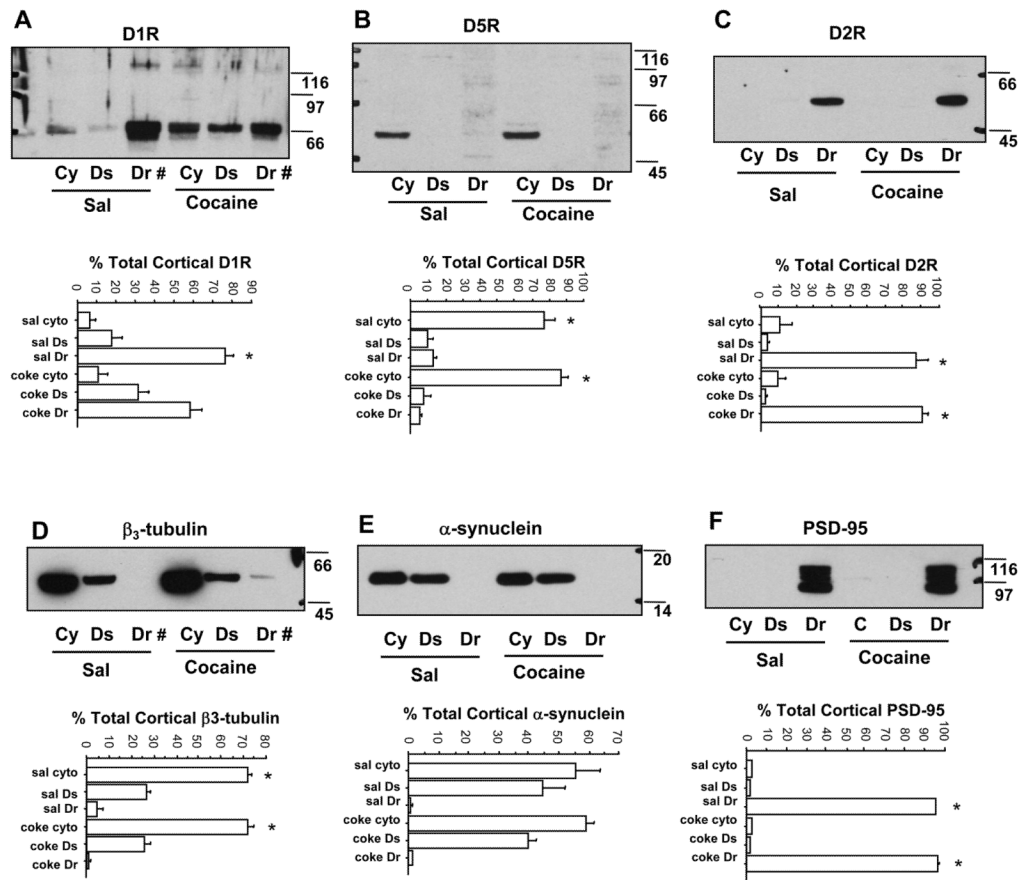 A
D1R
116
97
66
Cy Ds Dr # Cy Ds Dr #
Sal Cocaine
% Total Cortical D1R
0 10 20 30 40 50 60 70 80 90
sal cyto
sal Ds
sal Dr *
coke cyto
coke Ds
coke Dr
B
D5R
116
97
66
45
Cy Ds Dr Cy Ds Dr
Sal Cocaine
% Total Cortical D5R
0 10 20 30 40 50 60 70 80 90 100
sal cyto *
sal Ds
sal Dr
coke cyto *
coke Ds
coke Dr
C
D2R
66
45
Cy Ds Dr Cy Ds Dr
Sal Cocaine
% Total Cortical D2R
0 10 20 30 40 50 60 70 80 90 100
sal cyto
sal Ds
sal Dr *
coke cyto
coke Ds
coke Dr *
D
β3-tubulin
66
45
Cy Ds Dr # Cy Ds Dr #
Sal Cocaine
% Total Cortical β3-tubulin
0 10 20 30 40 50 60 70 80
sal cyto *
sal Ds
sal Dr
coke cyto *
coke Ds
coke Dr
E
α-synuclein
20
14
Cy Ds Dr Cy Ds Dr
Sal Cocaine
% Total Cortical α-synuclein
0 10 20 30 40 50 60 70
sal cyto
sal Ds
sal Dr
coke cyto
coke Ds
coke Dr
F
PSD-95
116
97
Cy Ds Dr C Ds Dr
Sal Cocaine
% Total Cortical PSD-95
0 20 40 60 80 100
sal cyto
sal Ds
sal Dr *
coke cyto
coke Ds
coke Dr *